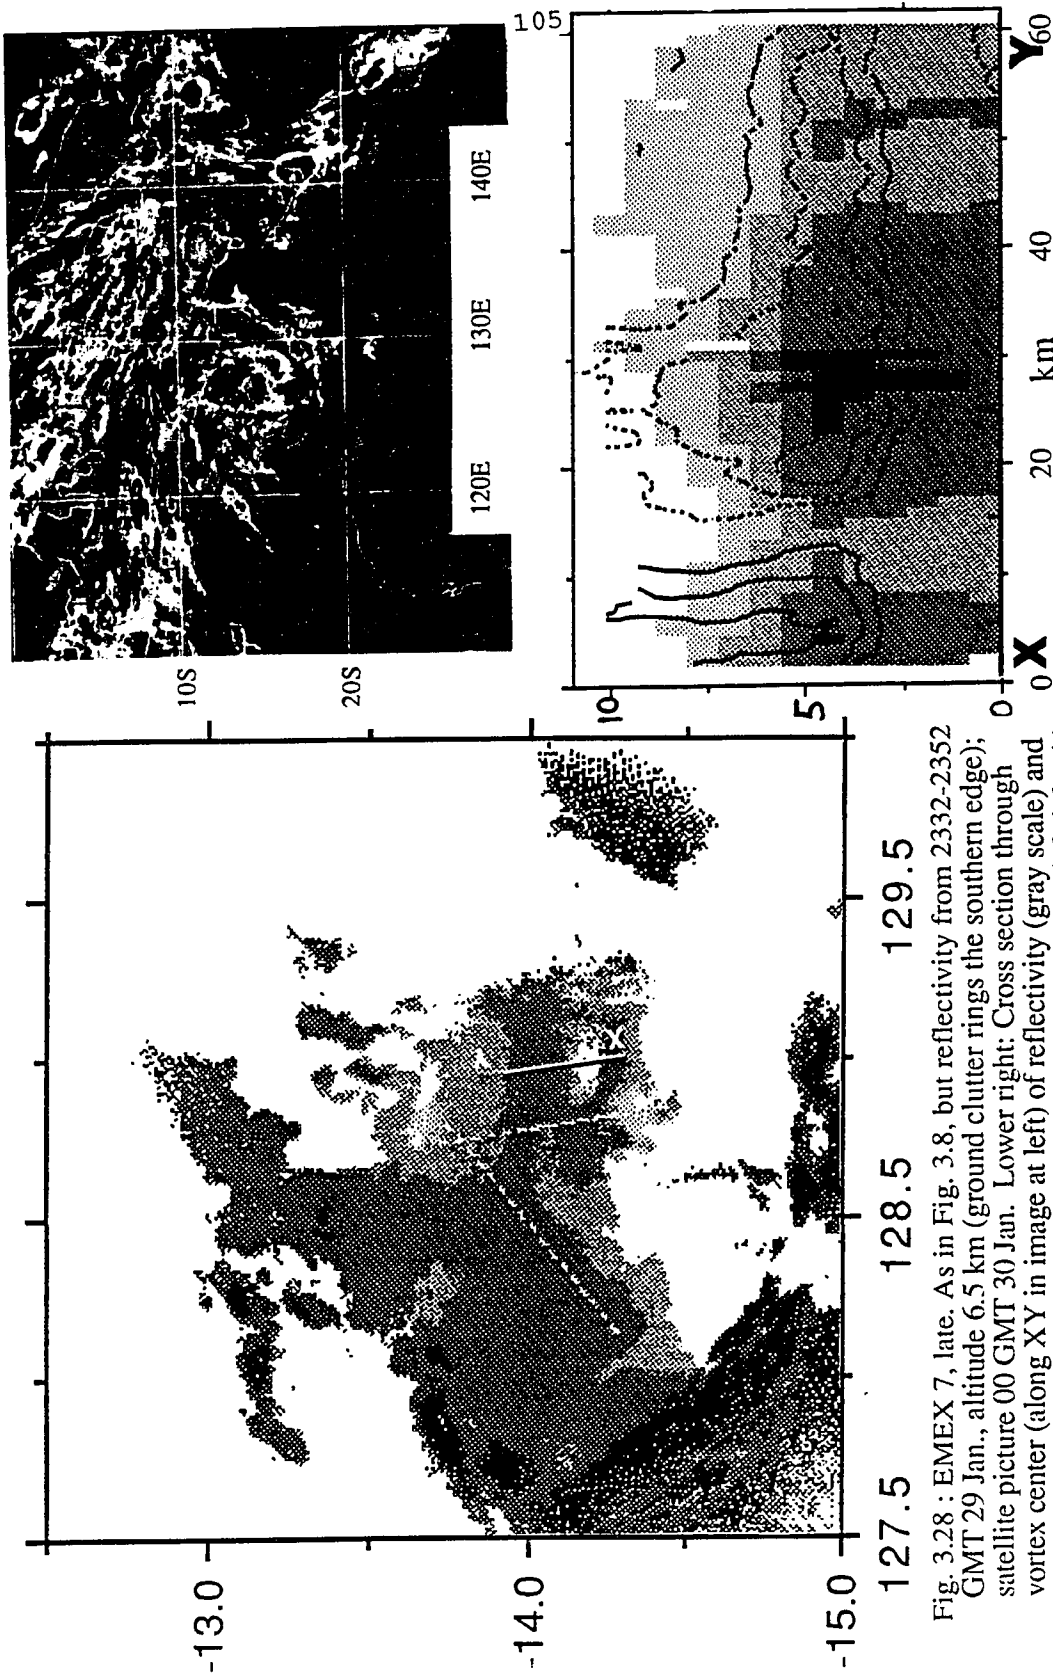 105
10S
20S
120E
130E
140E
-13.0
-14.0
-15.0
127.5
128.5
129.5
X
10
5
0
0
X
20
km
40
Y
60
Fig. 3.28 : EMEX 7, late. As in Fig. 3.8, but reflectivity from 2332-2352
GMT 29 Jan., altitude 6.5 km (ground clutter rings the southern edge);
satellite picture 00 GMT 30 Jan. Lower right: Cross section through
vortex center (along XY in image at left) of reflectivity (gray scale) and